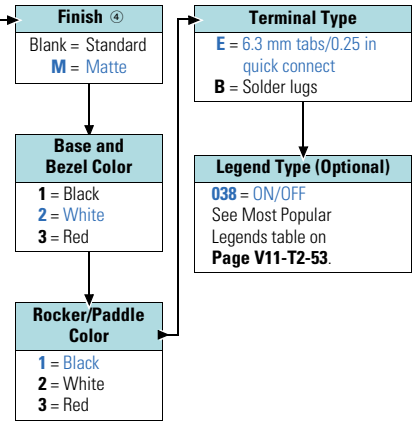 Finish ④
Blank = Standard
M = Matte
Base and
Bezel Color
1 = Black
2 = White
3 = Red
Rocker/Paddle
Color
1 = Black
2 = White
3 = Red
Terminal Type
E = 6.3 mm tabs/0.25 in
quick connect
B = Solder lugs
Legend Type (Optional)
038 = ON/OFF
See Most Popular
Legends table on
Page V11-T2-53.